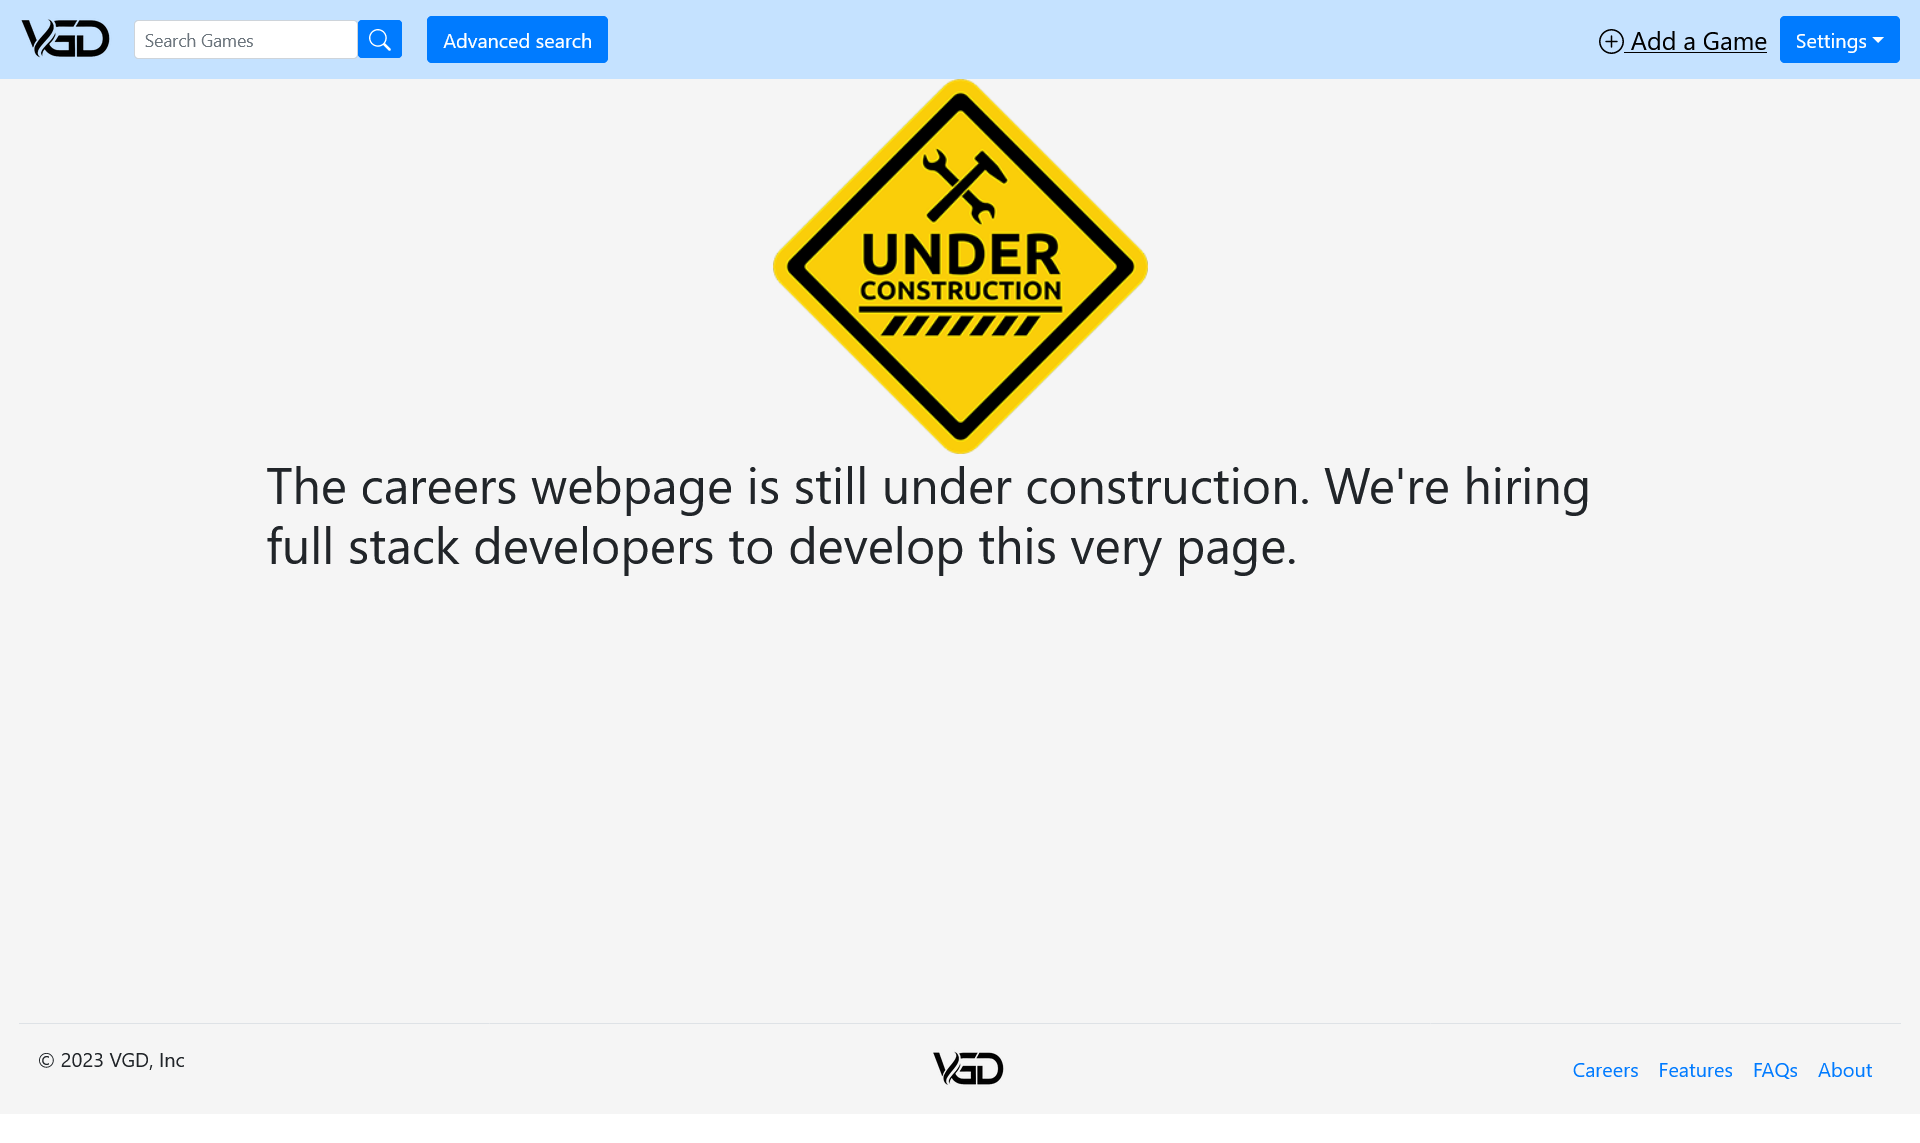 VGD
Search Games
Advanced search
Add a Game
Settings
UNDER
CONSTRUCTION
The careers webpage is still under construction. We're hiring
full stack developers to develop this very page.
© 2023 VGD, Inc
VGD
Careers
Features
FAQs
About